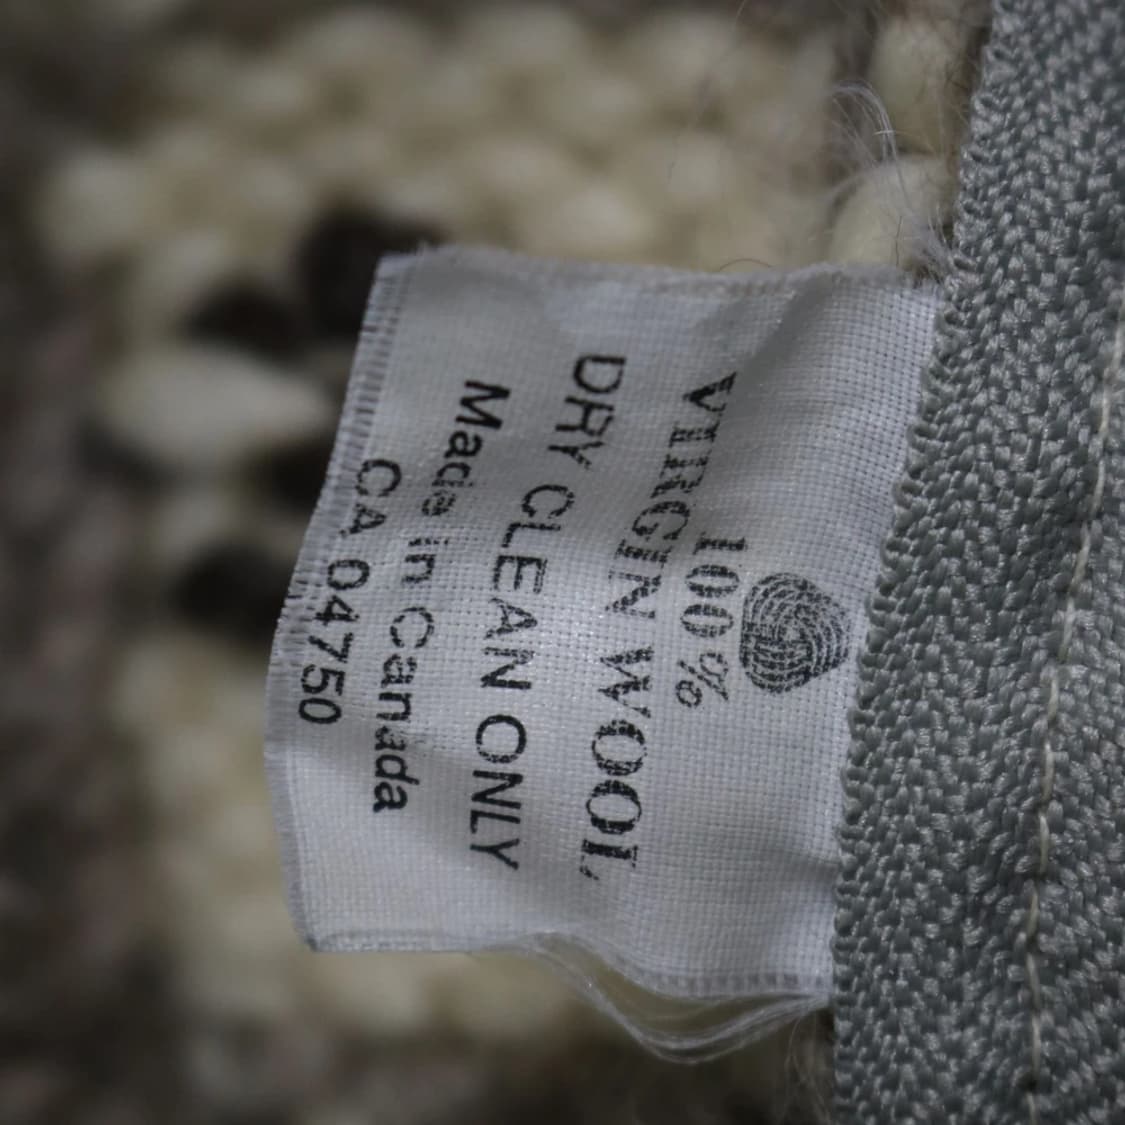 100%
VIRGIN WOOL
DRY CLEAN ONLY
Made in Canada
CA 04750